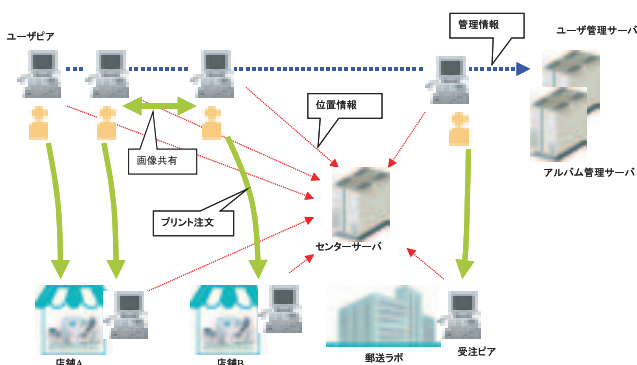 管理情報
ユーザ管理サーバ
ユーザピア
位置情報
画像共有
アルバム管理サーバ
プリント注文
センターサーバ
店舗A
店舗B
郵送ラボ
受注ピア